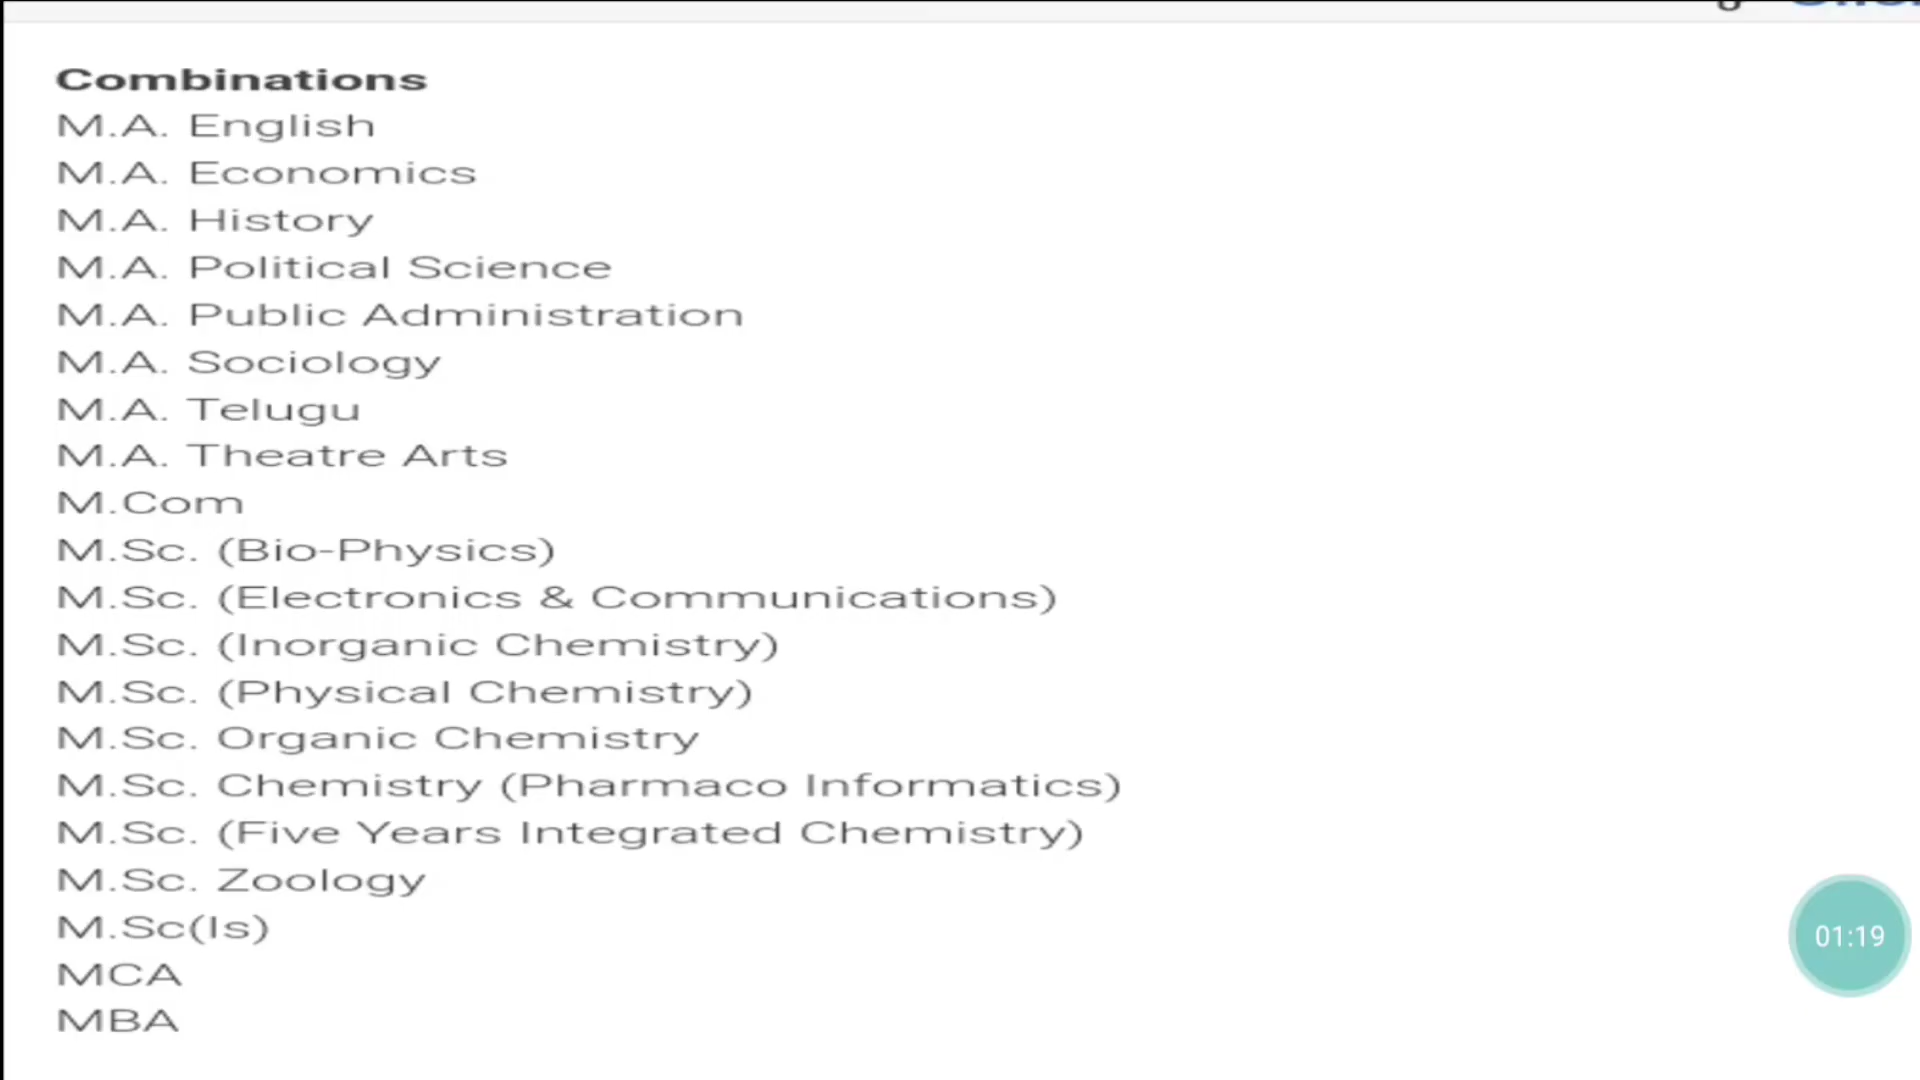 Combinations
M.A. English
M.A. Economics
M.A. History
M.A. Political Science
M.A. Public Administration
M.A. Sociology
M.A. Telugu
M.A. Theatre Arts
M.Com
M.Sc. (Bio-Physics)
M.Sc. (Electronics & Communications)
M.Sc. (Inorganic Chemistry)
M.Sc. (Physical Chemistry)
M.Sc. Organic Chemistry
M.Sc. Chemistry (Pharmaco Informatics)
M.Sc. (Five Years Integrated Chemistry)
M.Sc. Zoology
M.Sc(Is)
MCA
MBA
01:19